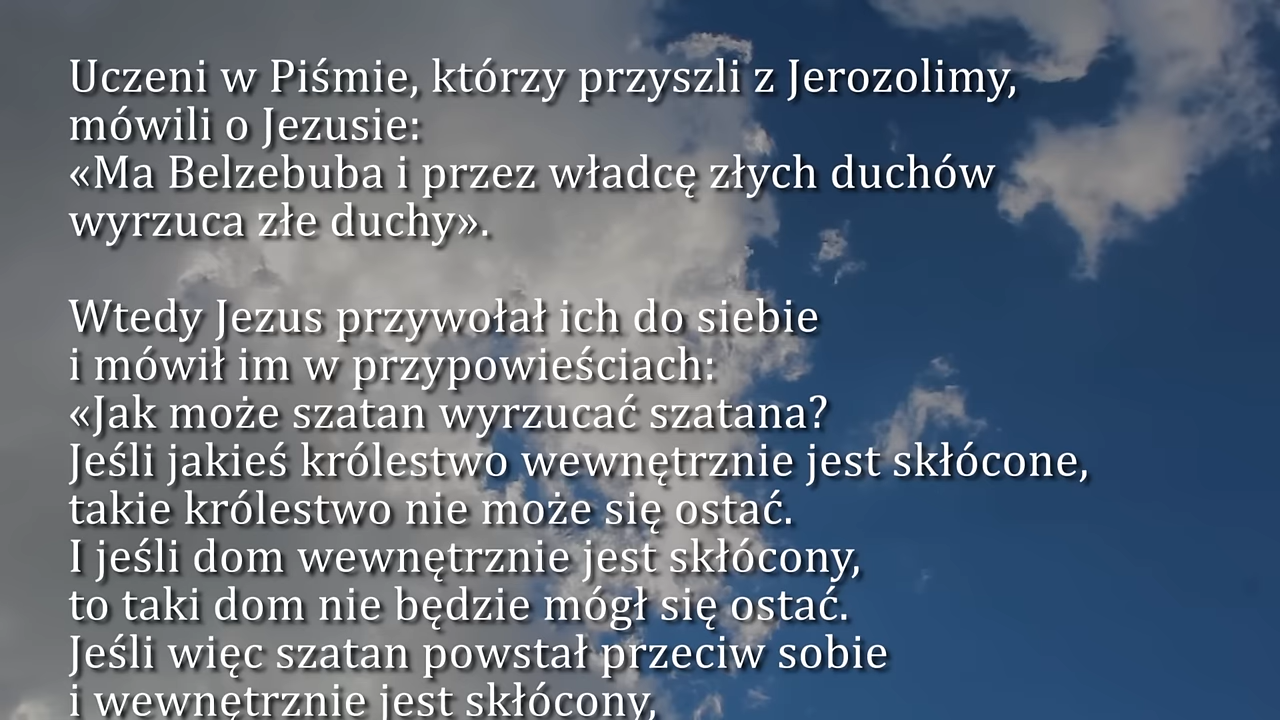 Uczeni w Piśmie, którzy przyszli z Jerozolimy,
mówili o Jezusie:
«Ma Belzebuba i przez władcę złych duchów
wyrzuca złe duchy».
Wtedy Jezus przywołał ich do siebie
i mówił im w przypowieściach:
«Jak może szatan wyrzucać szatana?
Jeśli jakieś królestwo wewnętrznie jest skłócone,
takie królestwo nie może się ostać.
I jeśli dom wewnętrznie jest skłócony,
to taki dom nie będzie mógł się ostać.
Jeśli więc szatan powstał przeciw sobie
i wewnętrznie jest skłócony,